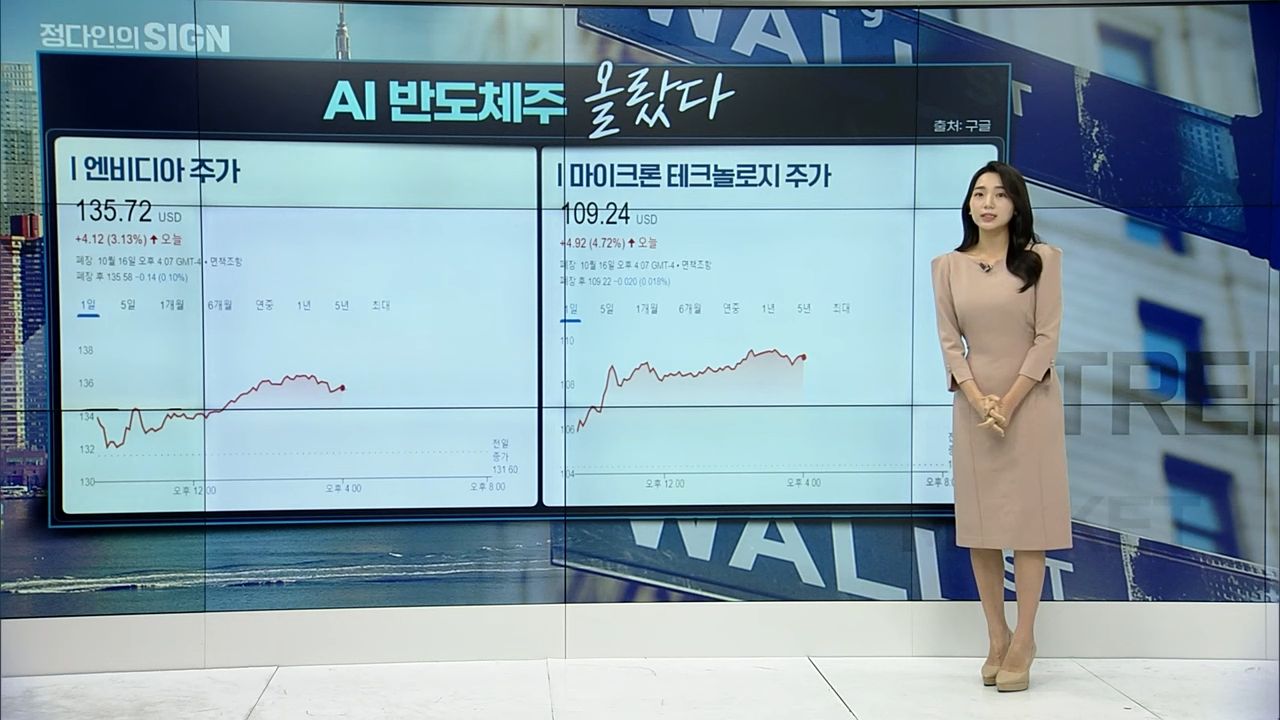 정다인의 SIGN
AI 반도체주 올랐다
출처: 구글
엔비디아 주가
135.72 USD
+4.12 (3.13%) ↑ 오늘
폐장: 10월 16일 오후 4:07 GMT-4 • 면책조항
폐장 후 135.58 −0.14 (0.10%)
1일 5일 1개월 6개월 연중 1년 5년 최대
138
136
134
132
130
전일
종가
131.60
오후 12:00 오후 4:00 오후 8:00
마이크론 테크놀로지 주가
109.24 USD
+4.92 (4.72%) ↑ 오늘
폐장: 10월 16일 오후 4:07 GMT-4 • 면책조항
폐장 후 109.22 −0.020 (0.018%)
1일 5일 1개월 6개월 연중 1년 5년 최대
110
108
106
104
오후 12:00 오후 4:00 오후 8:00
WALL
WALL ST
TREE